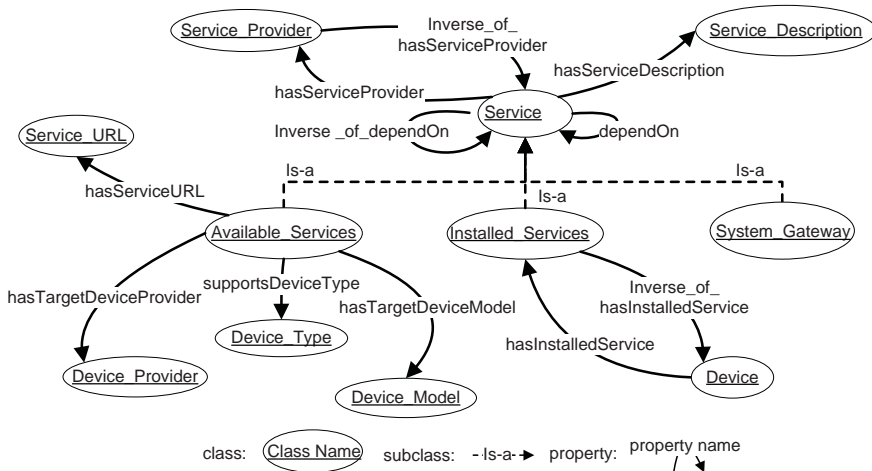 Service_Provider
Inverse_of_
hasServiceProvider
Service_Description
hasServiceDescription
hasServiceProvider
Service
Inverse
_of_dependOn
dependOn
Service_URL
hasServiceURL
Is-a
Is-a
Is-a
Available_Services
Installed_Services
System_Gateway
hasTargetDeviceProvider
supportsDeviceType
hasTargetDeviceModel
Inverse_of_
hasInstalledService
hasInstalledService
Device_Type
Device_Provider
Device_Model
Device
class: Class Name subclass: Is-a property: property name